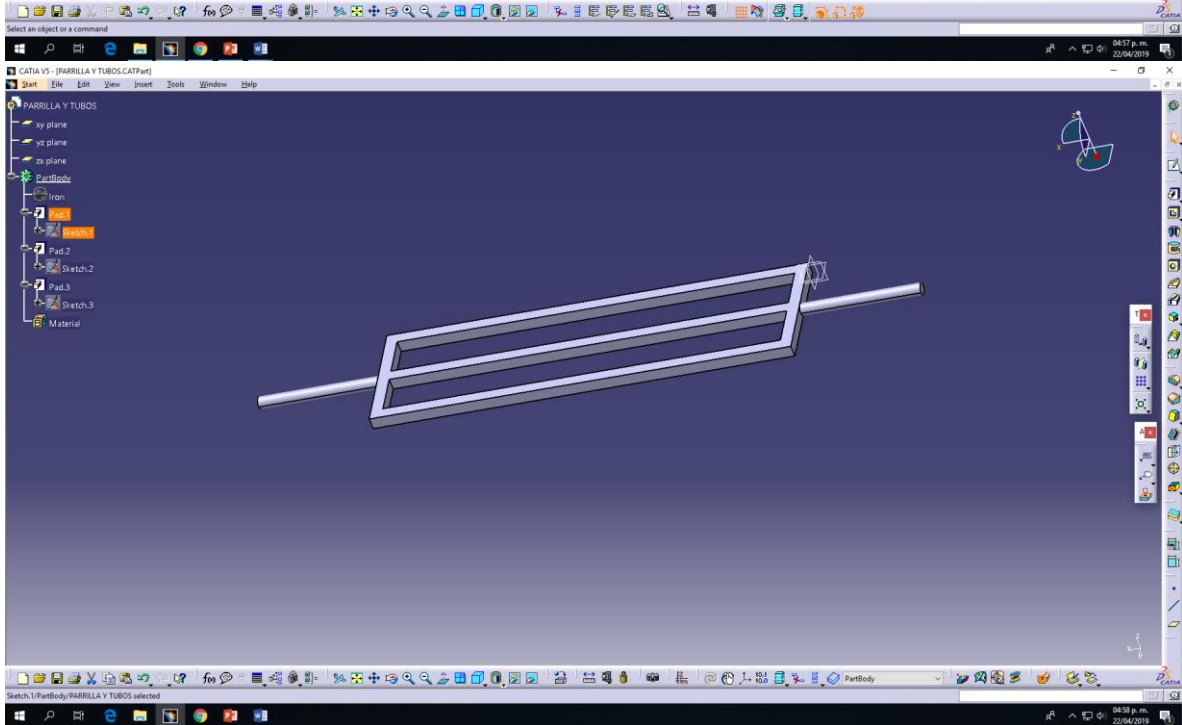 CATIA
Select an object or a command
04:57 p. m.
22/04/2019
CATIA V5 - [PARRILLA Y TUBOS.CATPart]
Start File Edit View Insert Tools Window Help
PARRILLA Y TUBOS
xy plane
yz plane
zx plane
PartBody
Iron
Pad.1
Sketch.1
Pad.2
Sketch.2
Pad.3
Sketch.3
Material
PartBody
CATIA
Sketch.1/PartBody/PARRILLA Y TUBOS selected
04:58 p. m.
22/04/2019